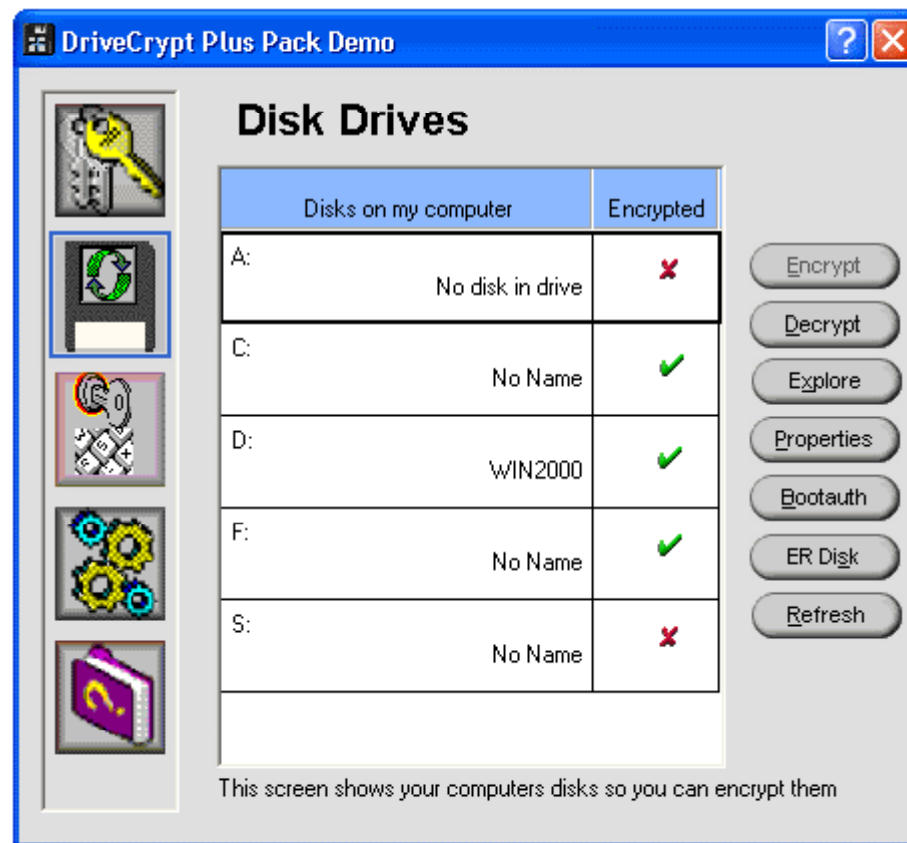 DriveCrypt Plus Pack Demo
Disk Drives
Disks on my computer Encrypted
A:
No disk in drive
C:
No Name
D:
WIN2000
F:
No Name
S:
No Name
Encrypt
Decrypt
Explore
Properties
Bootauth
ER Disk
Refresh
This screen shows your computers disks so you can encrypt them